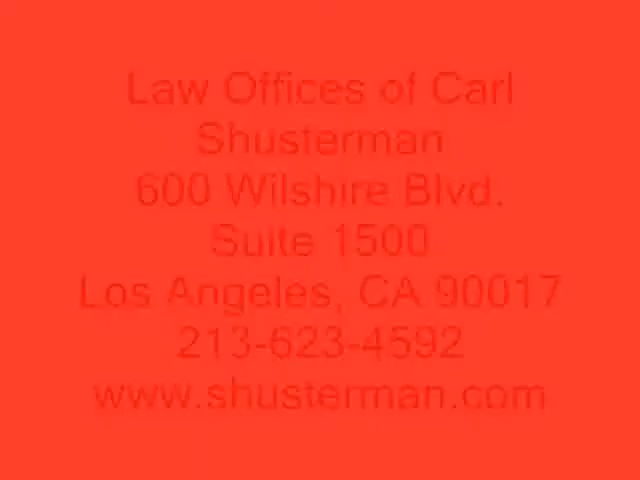 Law Offices of Carl
Shusterman
600 Wilshire Blvd.
Suite 1500
Los Angeles, CA 90017
213-623-4592
www.shusterman.com